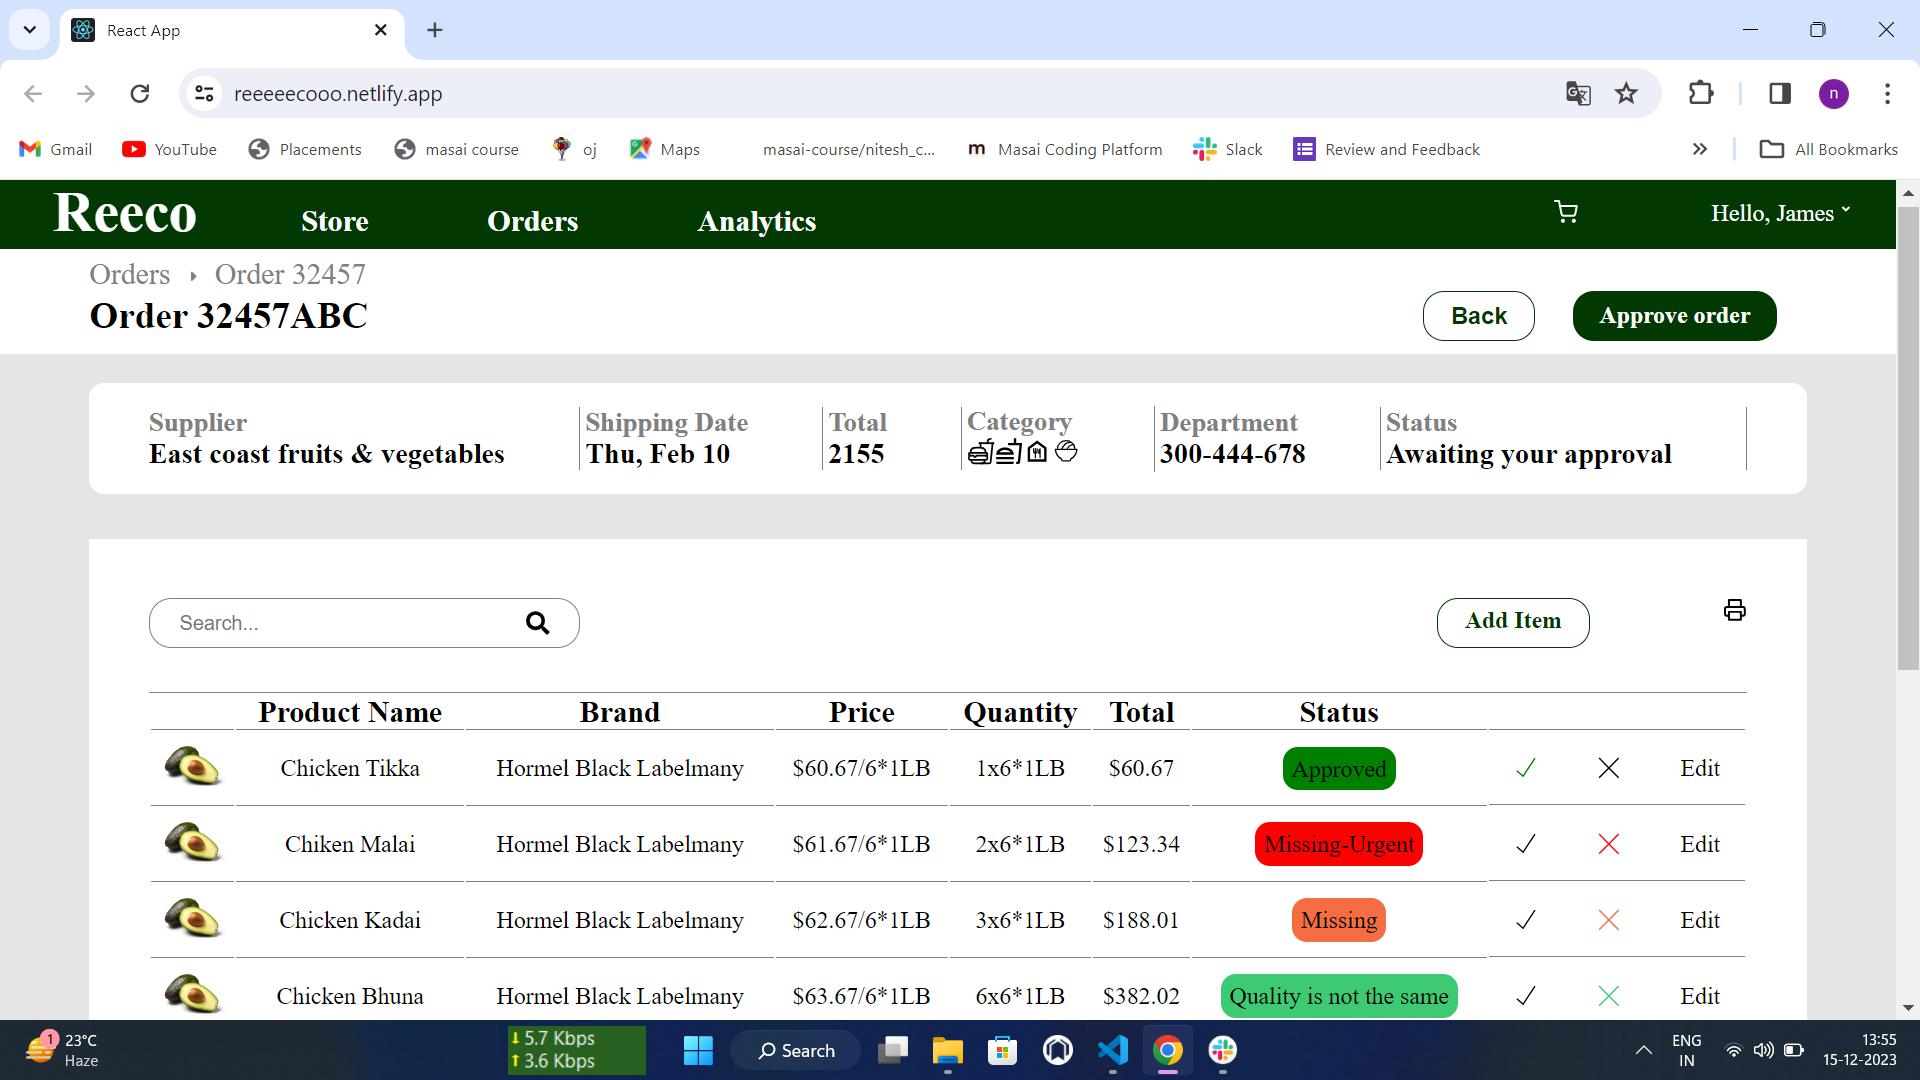 React App
reeeeecooo.netlify.app
n
Gmail YouTube Placements masai course oj Maps masai-course/nitesh_c... m Masai Coding Platform Slack Review and Feedback All Bookmarks
Reeco Store Orders Analytics Hello, James
Orders Order 32457
Order 32457ABC Back Approve order
Supplier Shipping Date Total Category Department Status
East coast fruits & vegetables Thu, Feb 10 2155 300-444-678 Awaiting your approval
Search... Add Item
Product Name Brand Price Quantity Total Status
Chicken Tikka Hormel Black Labelmany $60.67/6*1LB 1x6*1LB $60.67 Approved Edit
Chiken Malai Hormel Black Labelmany $61.67/6*1LB 2x6*1LB $123.34 Missing-Urgent Edit
Chicken Kadai Hormel Black Labelmany $62.67/6*1LB 3x6*1LB $188.01 Missing Edit
Chicken Bhuna Hormel Black Labelmany $63.67/6*1LB 6x6*1LB $382.02 Quality is not the same Edit
1 23°C 5.7 Kbps Search ENG 13:55
Haze 3.6 Kbps IN 15-12-2023